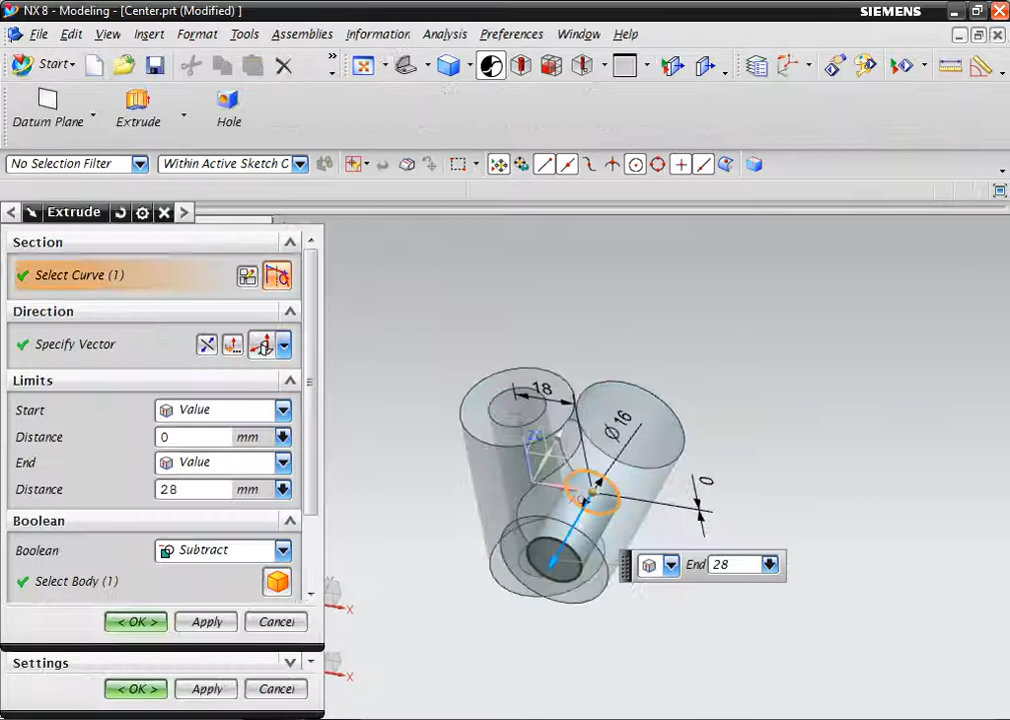 NX 8 - Modeling - [Center.prt (Modified) ]
SIEMENS
File Edit View Insert Format Tools Assemblies Information Analysis Preferences Window Help
Start
»
Datum Plane
Extrude
Hole
No Selection Filter
Within Active Sketch C
Extrude
Section
Select Curve (1)
Direction
Specify Vector
Limits
Start Value
Distance 0 mm
End Value
Distance 28 mm
Boolean
Boolean Subtract
Select Body (1)
< OK > Apply Cancel
Settings
< OK > Apply Cancel
18
Ø 16
0
End 28
X
X